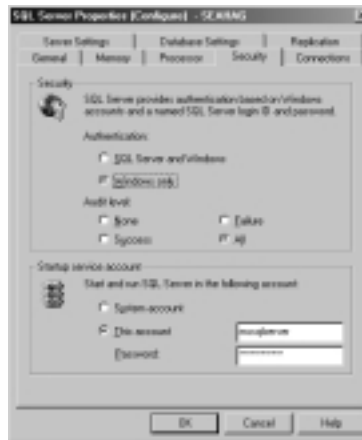 SQL Server Properties (Configure) - SEAHAG
Server Settings Database Settings Replication
General Memory Processor Security Connections
Security
SQL Server provides authentication based on Windows
accounts and a named SQL Server login ID and password.
Authentication:
SQL Server and Windows
Windows only
Audit level:
None Failure
Success All
Startup service account
Start and run SQL Server in the following account:
System account
This account
Password:
OK Cancel Help